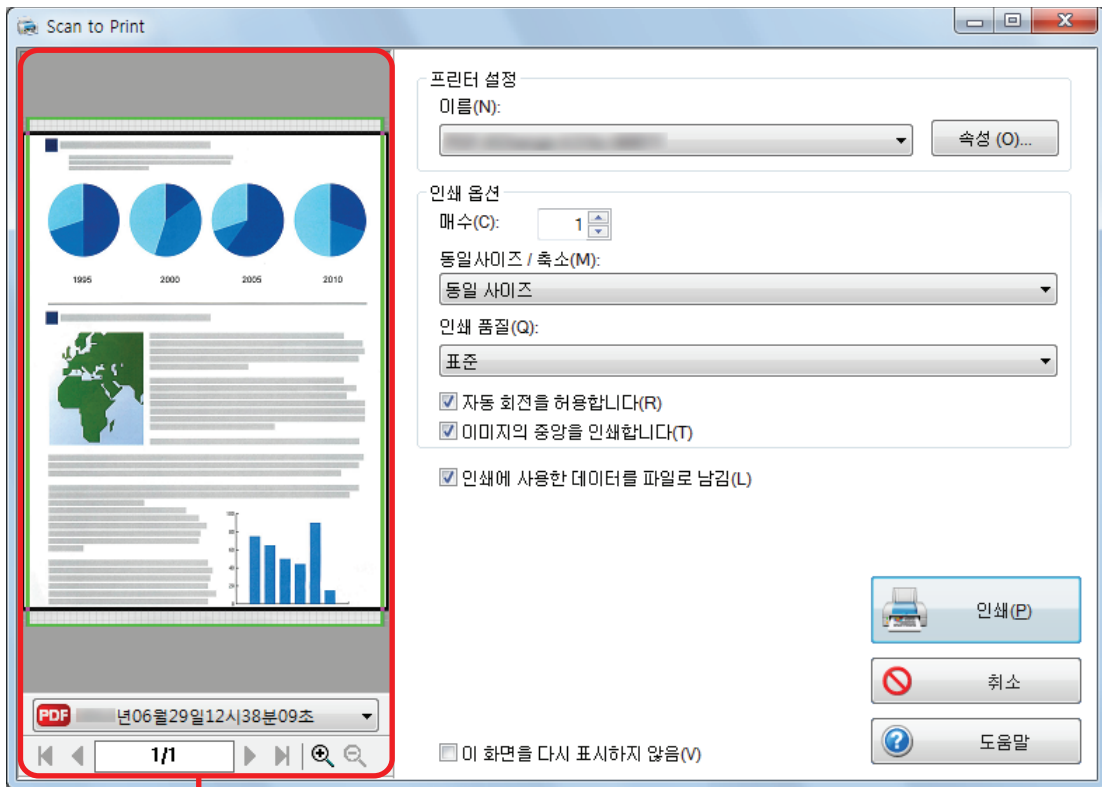 Scan to Print
프린터 설정
이름(N):
속성 (O)...
인쇄 옵션
매수(C):
1
동일사이즈 / 축소(M):
동일 사이즈
인쇄 품질(Q):
표준
자동 회전을 허용합니다(R)
이미지의 중앙을 인쇄합니다(T)
인쇄에 사용한 데이터를 파일로 남김(L)
인쇄(P)
취소
도움말
이 화면을 다시 표시하지 않음(V)
1995 2000 2005 2010
100
80
60
40
20
0
PDF 년06월29일12시38분09초
1/1